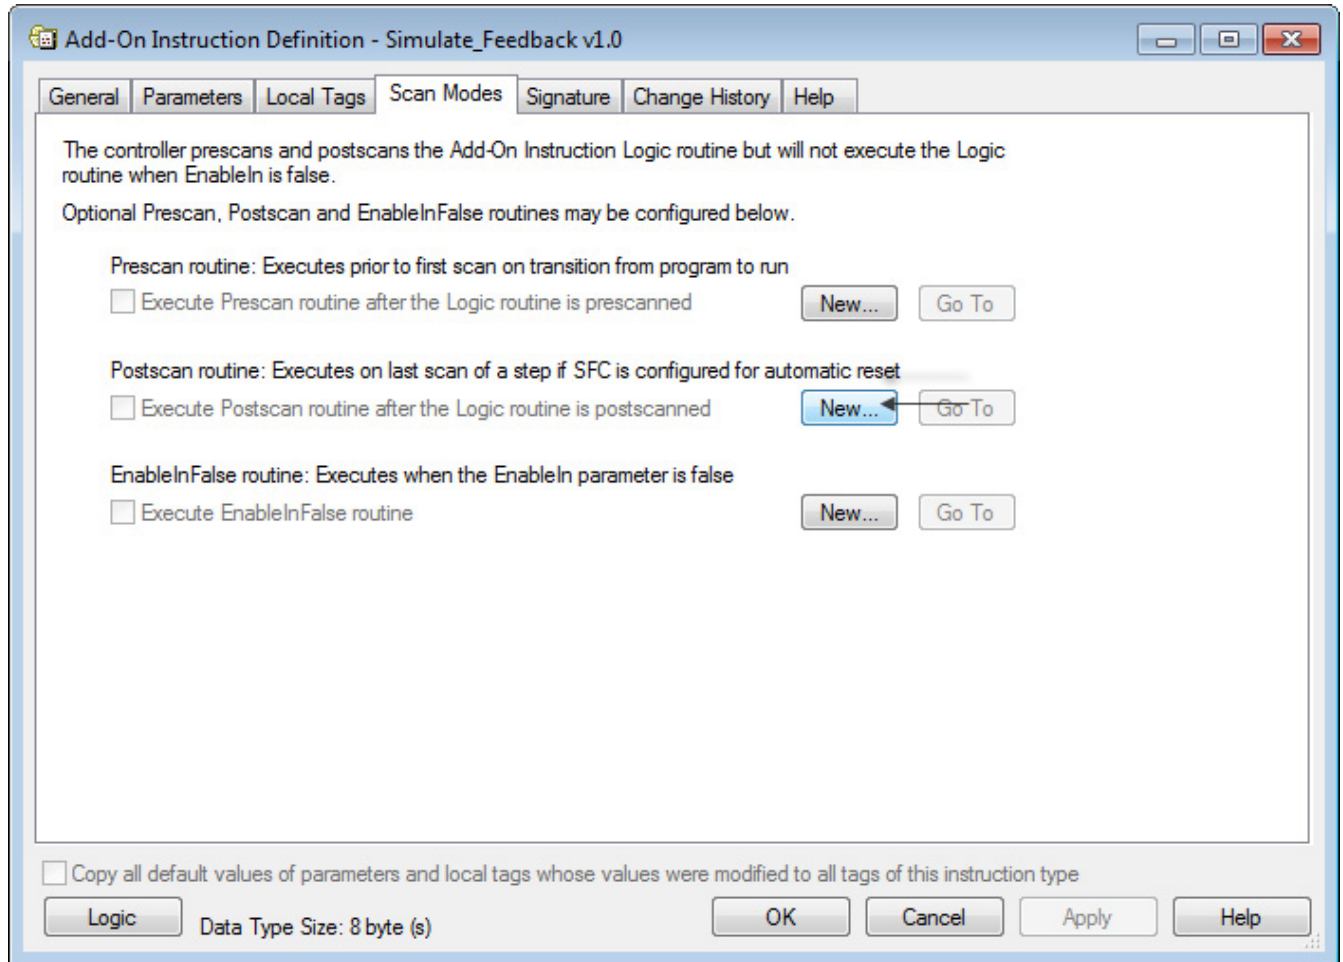 Add-On Instruction Definition - Simulate_Feedback v1.0
General Parameters Local Tags Scan Modes Signature Change History Help
The controller prescans and postscans the Add-On Instruction Logic routine but will not execute the Logic
routine when EnableIn is false.
Optional Prescan, Postscan and EnableInFalse routines may be configured below.
Prescan routine: Executes prior to first scan on transition from program to run
Execute Prescan routine after the Logic routine is prescanned New... Go To
Postscan routine: Executes on last scan of a step if SFC is configured for automatic reset
Execute Postscan routine after the Logic routine is postscanned New... Go To
EnableInFalse routine: Executes when the EnableIn parameter is false
Execute EnableInFalse routine New... Go To
Copy all default values of parameters and local tags whose values were modified to all tags of this instruction type
Logic Data Type Size: 8 byte (s) OK Cancel Apply Help